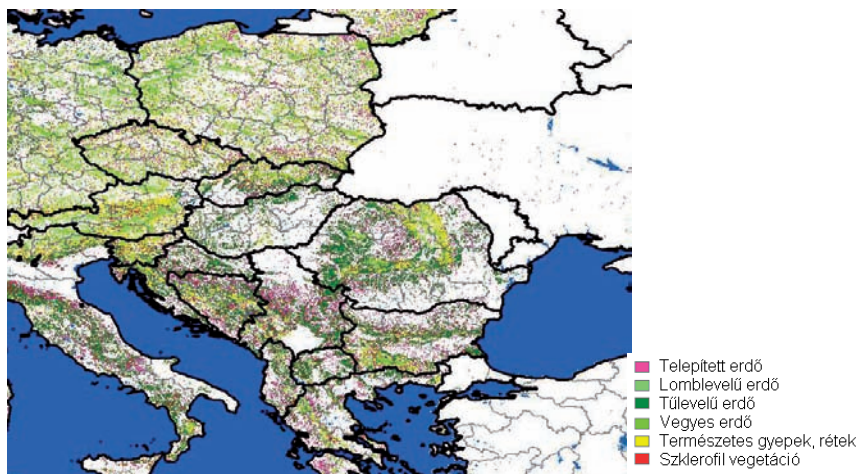 Telepített erdő
Lomblevelű erdő
Tűlevelű erdő
Vegyes erdő
Természetes gyepek, rétek
Szklerofil vegetáció